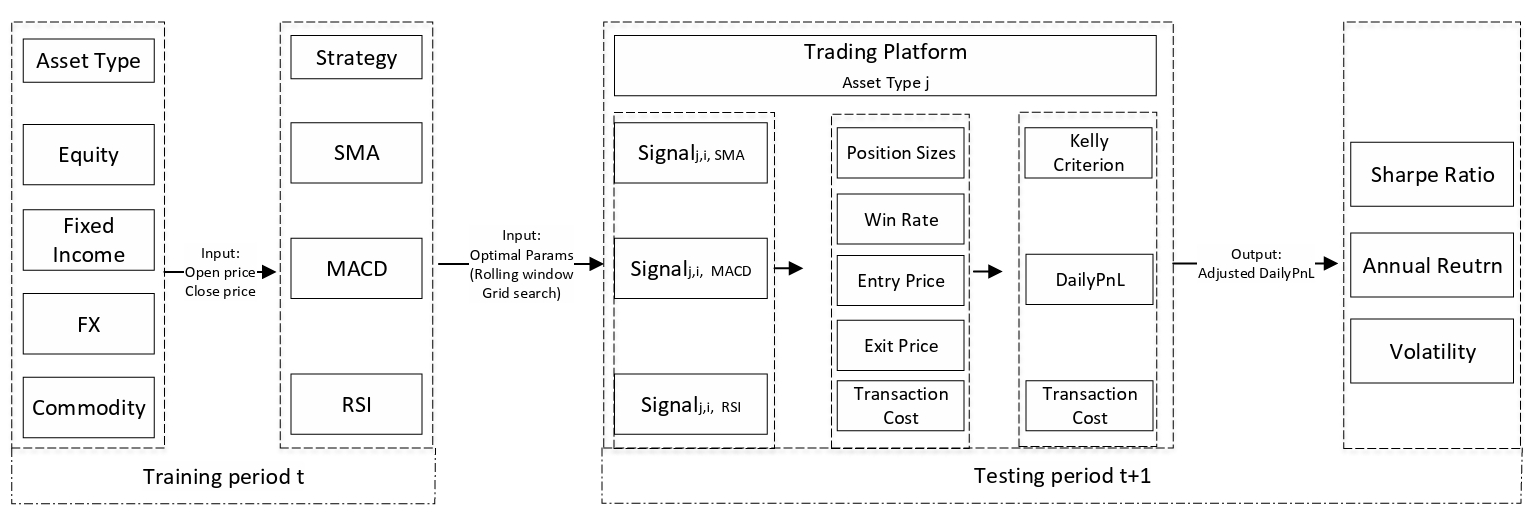 Asset Type
Equity
Fixed
Income
FX
Commodity
Input:
Open price
Close price
Strategy
SMA
MACD
RSI
Training period t
Input:
Optimal Params
(Rolling window
Grid search)
Trading Platform
Asset Type j
Signalj,i, SMA
Signalj,i, MACD
Signalj,i, RSI
Position Sizes
Win Rate
Entry Price
Exit Price
Transaction
Cost
Kelly
Criterion
DailyPnL
Transaction
Cost
Output:
Adjusted DailyPnL
Sharpe Ratio
Annual Reutrn
Volatility
Testing period t+1